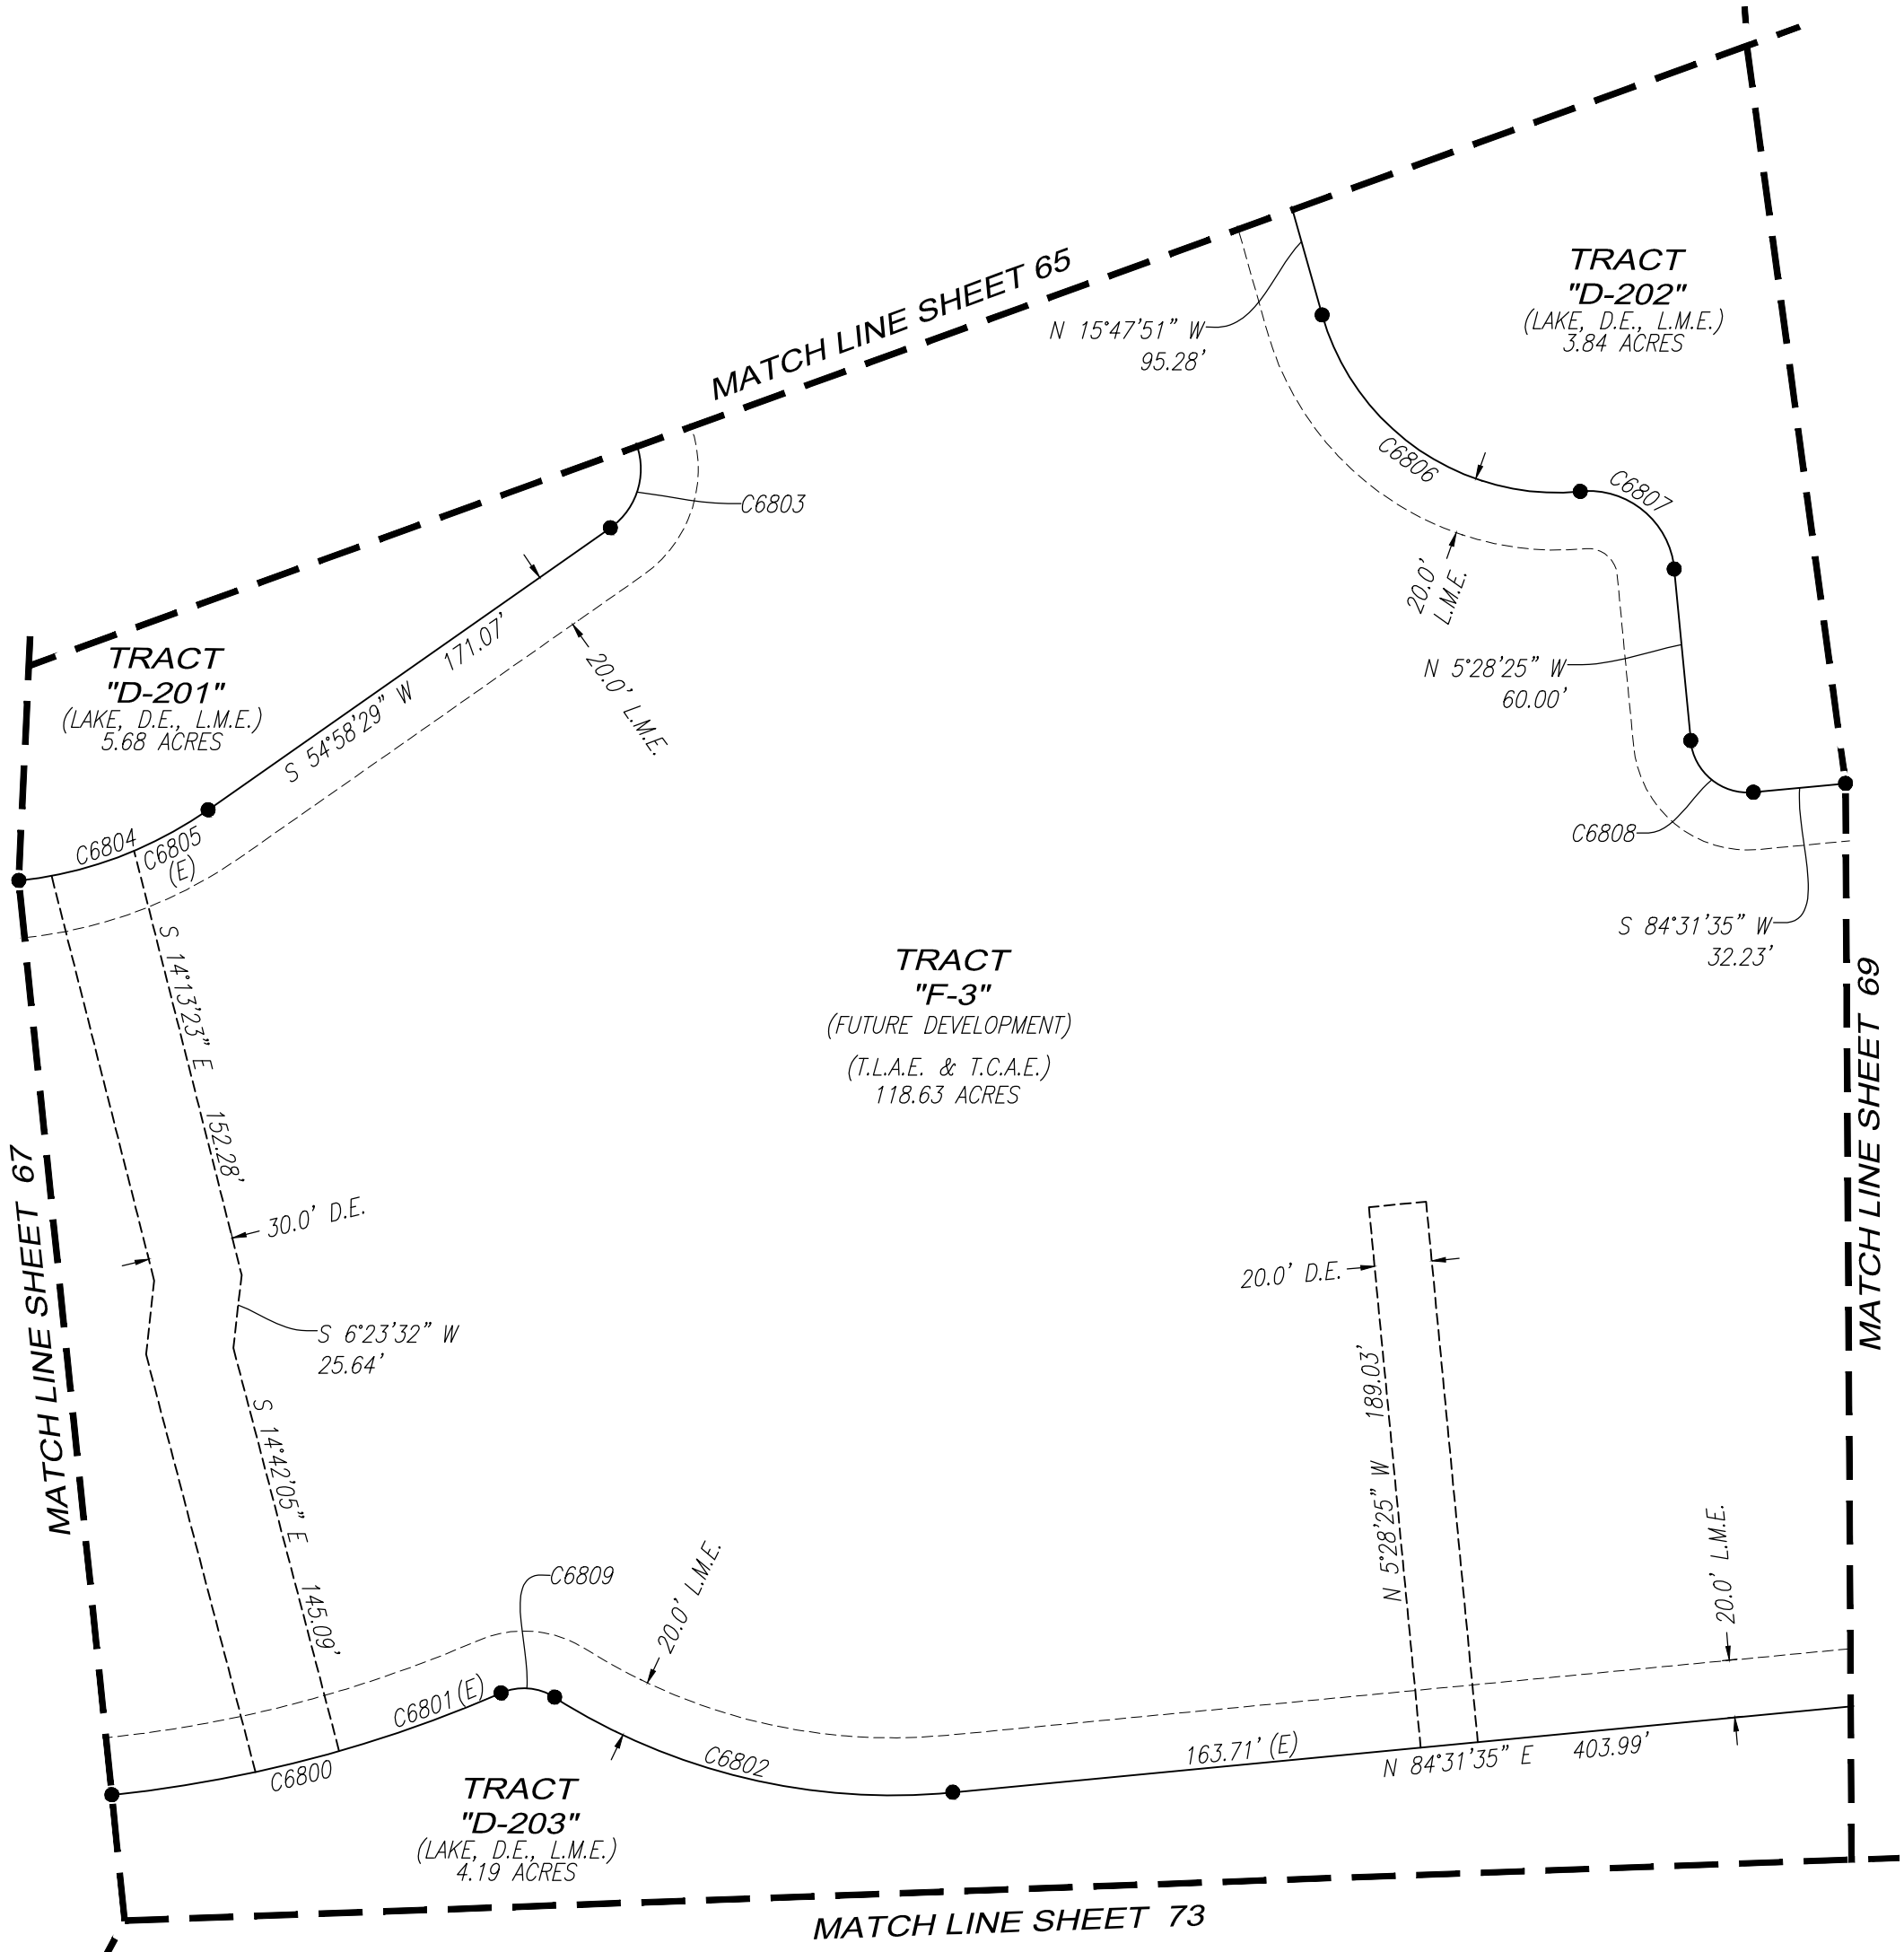 MATCH LINE SHEET 65
TRACT
"D-202"
(LAKE, D.E., L.M.E.)
3.84 ACRES
N 15°47'51" W
95.28'
C6806
C6807
C6803
20.0'
L.M.E.
TRACT
"D-201"
(LAKE, D.E., L.M.E.)
5.68 ACRES
S 54°58'29" W 171.07'
20.0' L.M.E.
N 5°28'25" W
60.00'
C6804
C6805
(E)
C6808
S 84°31'35" W
32.23'
S 14°13'23" E 152.28'
TRACT
"F-3"
(FUTURE DEVELOPMENT)
(T.L.A.E. & T.C.A.E.)
118.63 ACRES
MATCH LINE SHEET 69
MATCH LINE SHEET 67
30.0' D.E.
20.0' D.E.
S 6°23'32" W
25.64'
N 5°28'25" W 189.03'
S 14°42'05" E 145.09'
C6809
20.0' L.M.E.
20.0' L.M.E.
C6801 (E)
C6800
C6802
163.71' (E)
N 84°31'35" E 403.99'
TRACT
"D-203"
(LAKE, D.E., L.M.E.)
4.19 ACRES
MATCH LINE SHEET 73